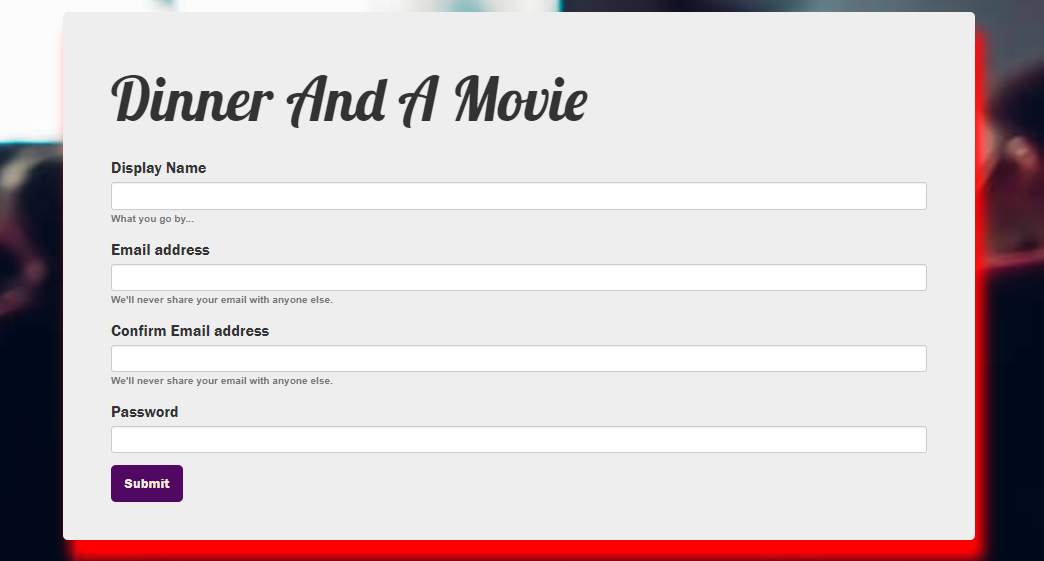 Dinner And A Movie
Display Name
What you go by...
Email address
We'll never share your email with anyone else.
Confirm Email address
We'll never share your email with anyone else.
Password
Submit